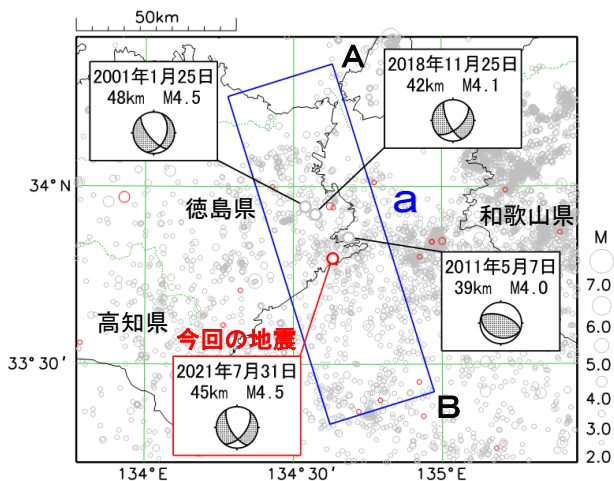 50km
A
2001年1月25日
48km M4.5
2018年11月25日
42km M4.1
34°N
徳島県
a
和歌山県
M
7.0
6.0
5.0
4.0
3.0
2.0
2011年5月7日
39km M4.0
高知県
今回の地震
33°30′
2021年7月31日
45km M4.5
B
134°E
134°30′
135°E